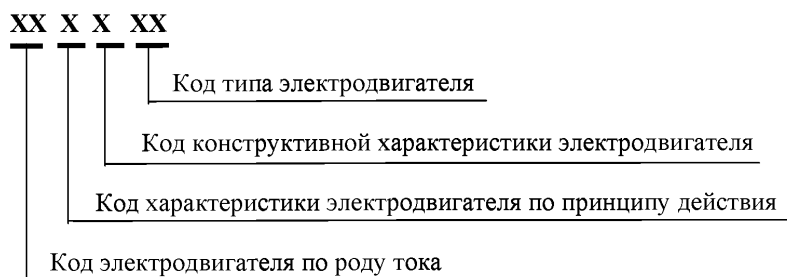 XX X X XX
Код типа электродвигателя
Код конструктивной характеристики электродвигателя
Код характеристики электродвигателя по принципу действия
Код электродвигателя по роду тока